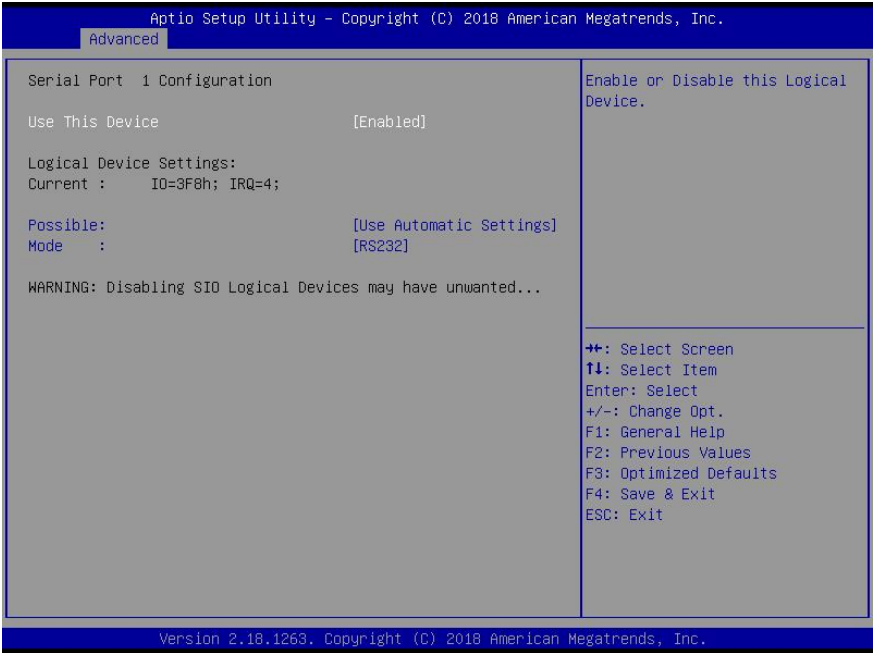 Aptio Setup Utility – Copyright (C) 2018 American Megatrends, Inc.
Advanced
Serial Port 1 Configuration
Use This Device [Enabled]
Logical Device Settings:
Current : IO=3F8h; IRQ=4;
Possible: [Use Automatic Settings]
Mode : [RS232]
WARNING: Disabling SIO Logical Devices may have unwanted...
Enable or Disable this Logical
Device.
→←: Select Screen
↑↓: Select Item
Enter: Select
+/-: Change Opt.
F1: General Help
F2: Previous Values
F3: Optimized Defaults
F4: Save & Exit
ESC: Exit
Version 2.18.1263. Copyright (C) 2018 American Megatrends, Inc.